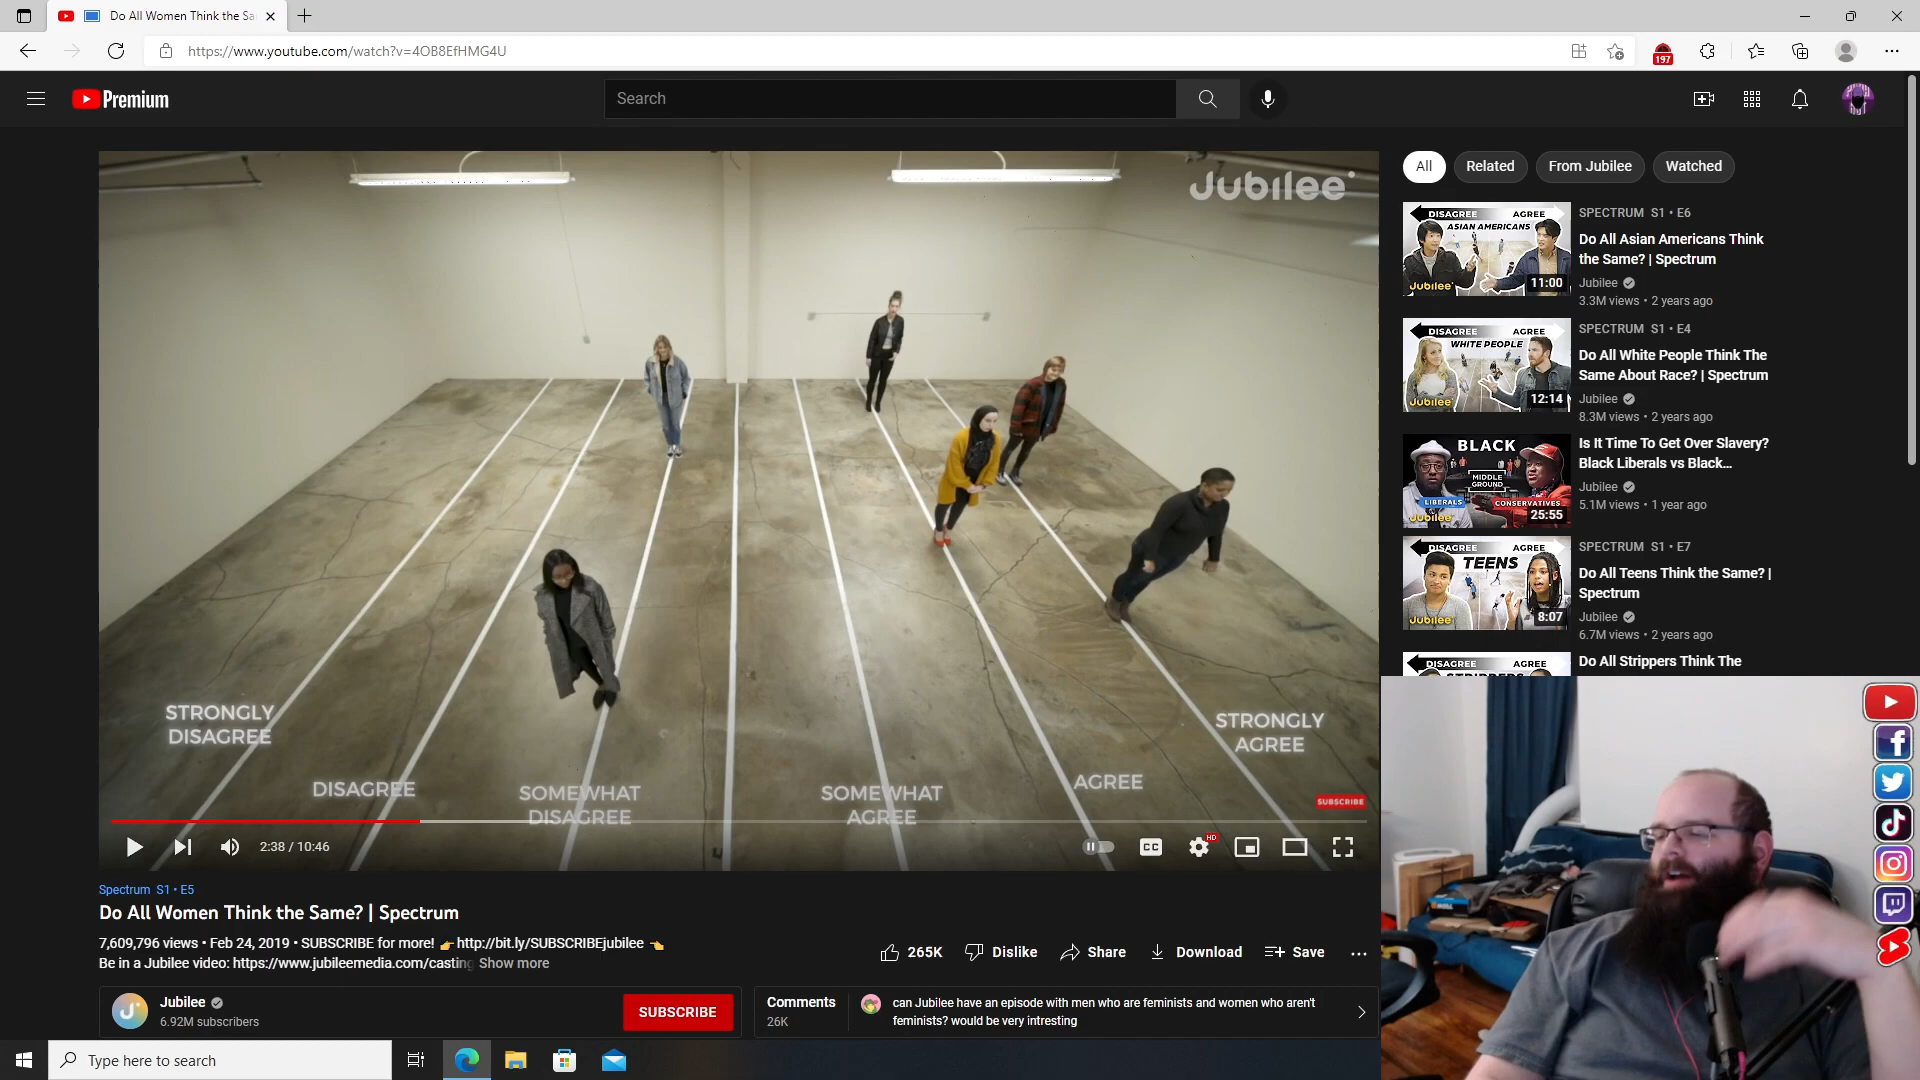 Do All Women Think the Sa
https://www.youtube.com/watch?v=4OB8EfHMG4U
197
Premium
Search
Jubilee
STRONGLY
DISAGREE
DISAGREE
SOMEWHAT
DISAGREE
SOMEWHAT
AGREE
AGREE
STRONGLY
AGREE
SUBSCRIBE
2:38 / 10:46
CC
HD
Spectrum S1 • E5
Do All Women Think the Same? | Spectrum
7,609,796 views • Feb 24, 2019 • SUBSCRIBE for more! 👉 http://bit.ly/SUBSCRIBEjubilee 👈
Be in a Jubilee video: https://www.jubileemedia.com/casting Show more
265K
Dislike
Share
Download
Save
Jubilee
6.92M subscribers
SUBSCRIBE
Comments
26K
can Jubilee have an episode with men who are feminists and women who aren't
feminists? would be very intresting
All
Related
From Jubilee
Watched
DISAGREE AGREE
ASIAN AMERICANS
Jubilee
11:00
SPECTRUM S1 • E6
Do All Asian Americans Think
the Same? | Spectrum
Jubilee
3.3M views • 2 years ago
DISAGREE AGREE
WHITE PEOPLE
Jubilee
12:14
SPECTRUM S1 • E4
Do All White People Think The
Same About Race? | Spectrum
Jubilee
8.3M views • 2 years ago
BLACK
MIDDLE
GROUND
LIBERALS
CONSERVATIVES
Jubilee
25:55
Is It Time To Get Over Slavery?
Black Liberals vs Black...
Jubilee
5.1M views • 1 year ago
DISAGREE AGREE
TEENS
Jubilee
8:07
SPECTRUM S1 • E7
Do All Teens Think the Same? |
Spectrum
Jubilee
6.7M views • 2 years ago
DISAGREE AGREE
STRIPPERS
Do All Strippers Think The
Type here to search